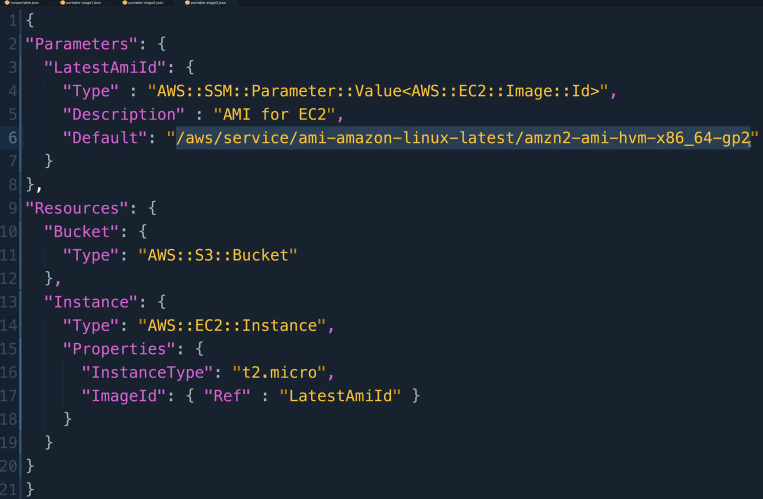 nonportable.json portable-stage1.json portable-stage2.json portable-stage3.json
1 {
2 "Parameters": {
3 "LatestAmiId": {
4 "Type" : "AWS::SSM::Parameter::Value<AWS::EC2::Image::Id>",
5 "Description" : "AMI for EC2",
6 "Default": "/aws/service/ami-amazon-linux-latest/amzn2-ami-hvm-x86_64-gp2"
7 }
8 },
9 "Resources": {
10 "Bucket": {
11 "Type": "AWS::S3::Bucket"
12 },
13 "Instance": {
14 "Type": "AWS::EC2::Instance",
15 "Properties": {
16 "InstanceType": "t2.micro",
17 "ImageId": { "Ref" : "LatestAmiId" }
18 }
19 }
20 }
21 }